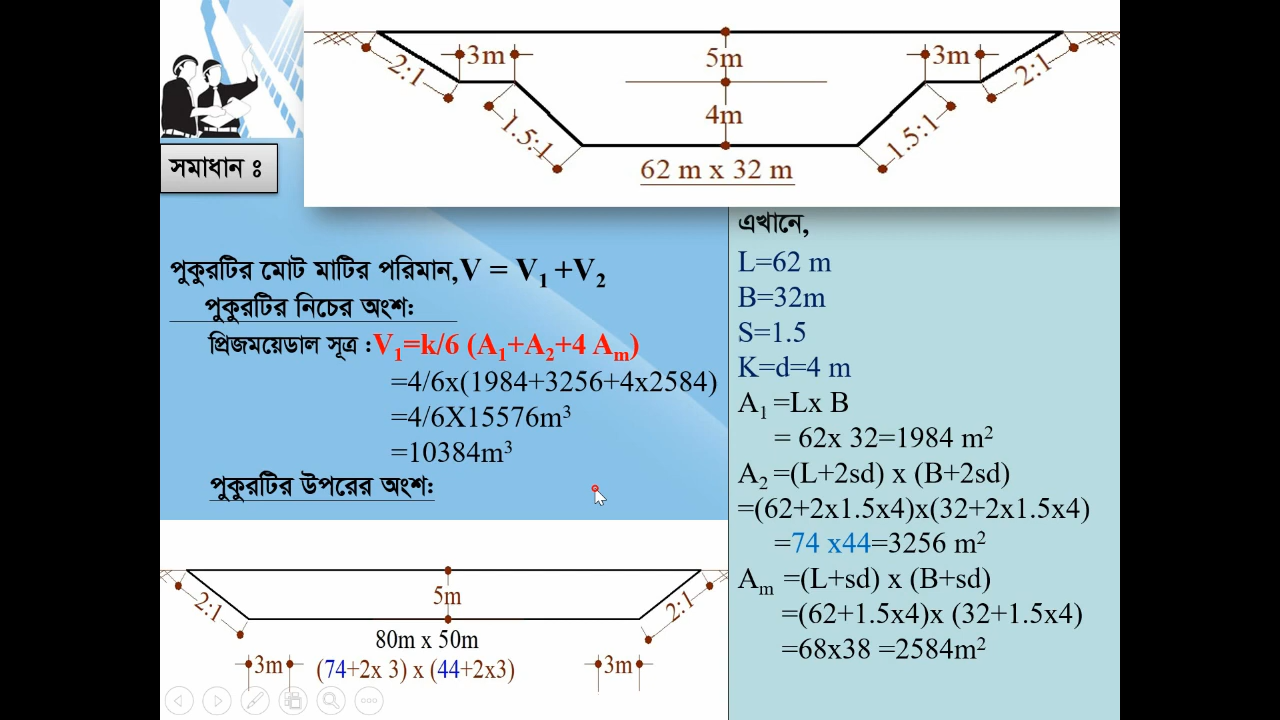 3m
5m
3m
2:1
2:1
4m
1.5:1
1.5:1
62 m x 32 m
সমাধান ঃ
পুকুরটির মোট মাটির পরিমান,V = V₁ +V₂
পুকুরটির নিচের অংশ:
প্রিজময়েডাল সূত্র :V₁=k/6 (A₁+A₂+4 Aₘ)
=4/6x(1984+3256+4x2584)
=4/6X15576m³
=10384m³
পুকুরটির উপরের অংশ:
5m
2:1
2:1
80m x 50m
3m
(74+2x 3) x (44+2x3)
3m
এখানে,
L=62 m
B=32m
S=1.5
K=d=4 m
A₁ =Lx B
= 62x 32=1984 m²
A₂ =(L+2sd) x (B+2sd)
=(62+2x1.5x4)x(32+2x1.5x4)
=74 x44=3256 m²
Aₘ =(L+sd) x (B+sd)
=(62+1.5x4)x (32+1.5x4)
=68x38 =2584m²